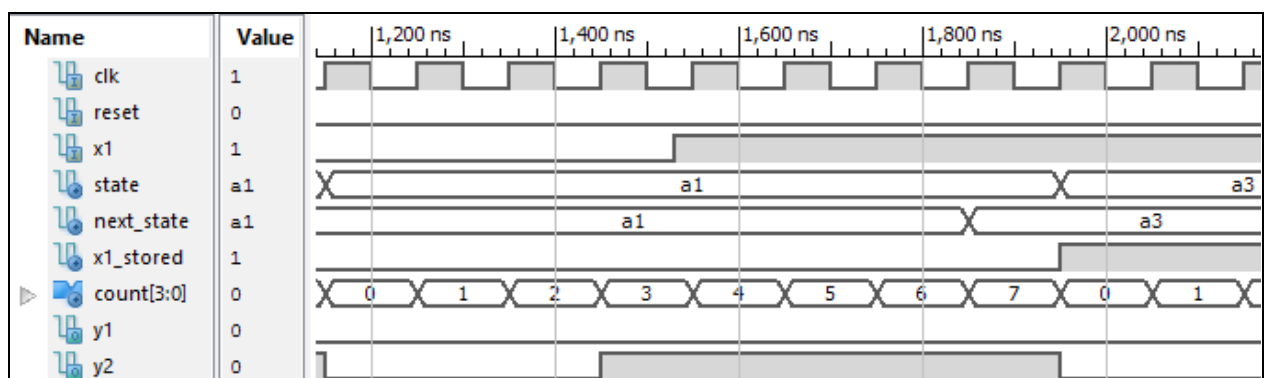 Name Value 1,200 ns 1,400 ns 1,600 ns 1,800 ns 2,000 ns
clk 1
reset 0
x1 1
state a1 a1 a3
next_state a1 a1 a3
x1_stored 1
count[3:0] 0 0 1 2 3 4 5 6 7 0 1
y1 0
y2 0